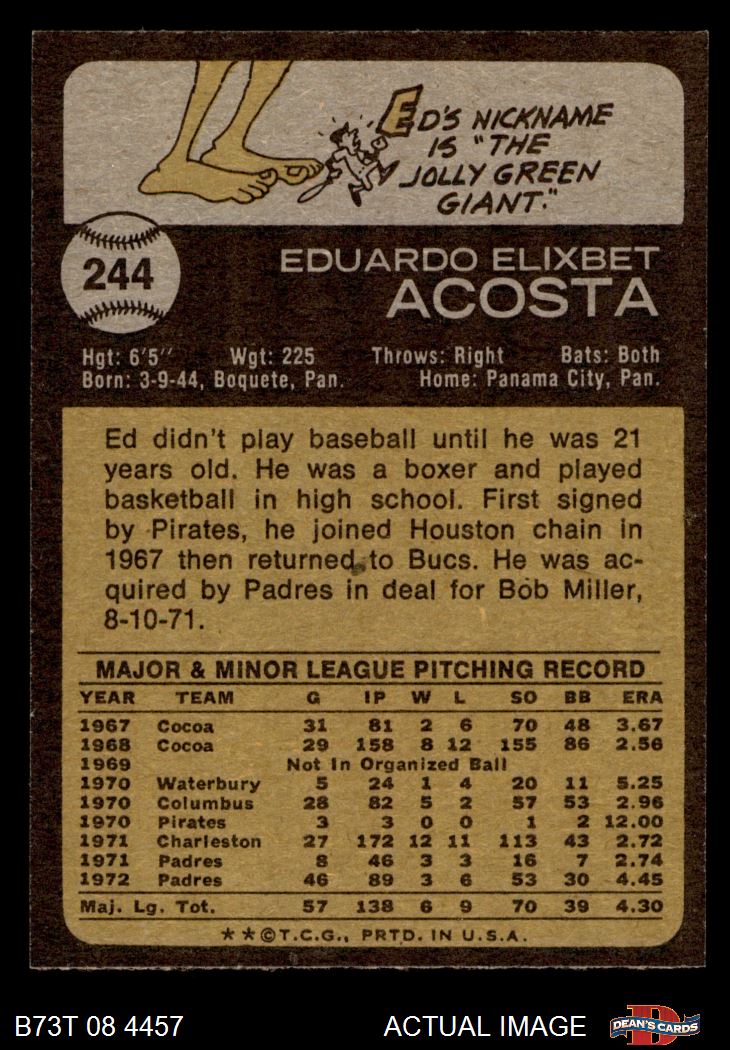 ED'S NICKNAME
IS "THE
JOLLY GREEN
GIANT."
244
EDUARDO ELIXBET
ACOSTA
Hgt: 6'5" Wgt: 225 Throws: Right Bats: Both
Born: 3-9-44, Boquete, Pan. Home: Panama City, Pan.
Ed didn't play baseball until he was 21
years old. He was a boxer and played
basketball in high school. First signed
by Pirates, he joined Houston chain in
1967 then returned to Bucs. He was ac-
quired by Padres in deal for Bob Miller,
8-10-71.
MAJOR & MINOR LEAGUE PITCHING RECORD
YEAR TEAM G IP W L SO BB ERA
1967 Cocoa 31 81 2 6 70 48 3.67
1968 Cocoa 29 158 8 12 155 86 2.56
1969 Not In Organized Ball
1970 Waterbury 5 24 1 4 20 11 5.25
1970 Columbus 28 82 5 2 57 53 2.96
1970 Pirates 3 3 0 0 1 2 12.00
1971 Charleston 27 172 12 11 113 43 2.72
1971 Padres 8 46 3 3 16 7 2.74
1972 Padres 46 89 3 6 53 30 4.45
Maj. Lg. Tot. 57 138 6 9 70 39 4.30
**©T.C.G., PRTD. IN U.S.A.
B73T 08 4457 ACTUAL IMAGE
D
DEAN'S CARDS